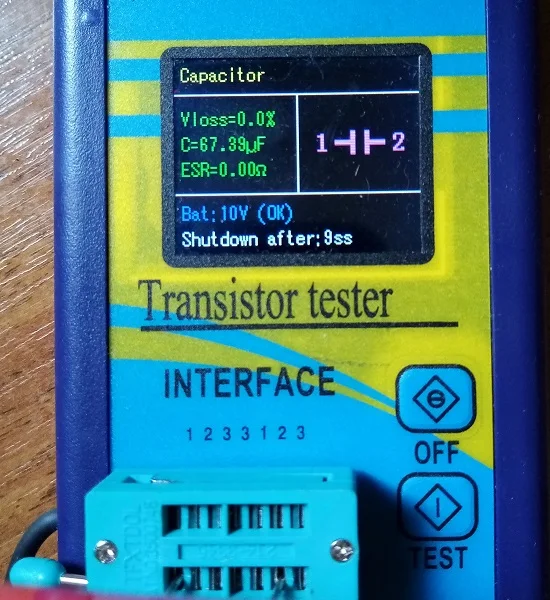 Capacitor
Vloss=0.0%
C=67.39µF
ESR=0.00Ω
1 2
Bat:10V (OK)
Shutdown after:9ss
Transistor tester
INTERFACE
1 2 3 3 1 2 3
OFF
TEST